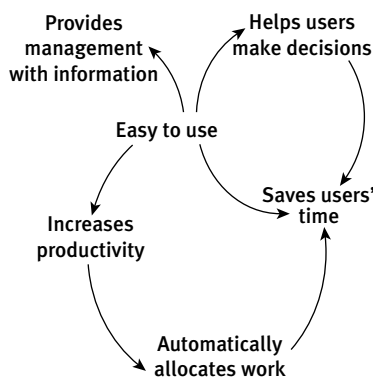 Provides
management
with information
Helps users
make decisions
Easy to use
Saves users'
time
Increases
productivity
Automatically
allocates work